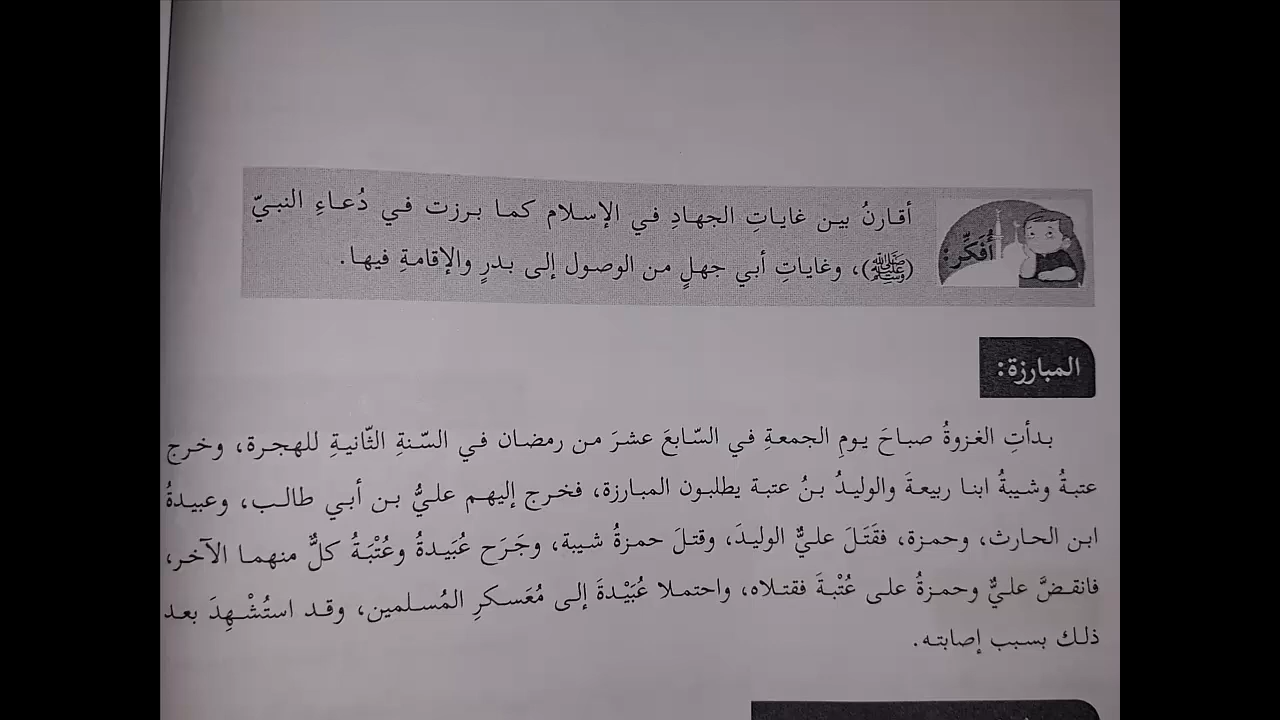 أُفَكِّر:
أقارنُ بين غاياتِ الجهادِ في الإسلام كما برزت في دُعاءِ النبيّ
(ﷺ)، وغاياتِ أبي جهلٍ من الوصول إلى بدرٍ والإقامةِ فيها.
المبارزة:
بدأتِ الغزوةُ صباحَ يومِ الجمعةِ في السّابعَ عشرَ من رمضان في السّنةِ الثّانيةِ للهجرة، وخرج
عتبةُ وشيبةُ ابنا ربيعةَ والوليدُ بنُ عتبة يطلبون المبارزة، فخرج إليهم عليُّ بن أبي طالب، وعبيدةُ
ابن الحارث، وحمزة، فقَتَلَ عليٌّ الوليدَ، وقتلَ حمزةُ شيبة، وجَرَح عُبَيدةُ وعُتْبَةُ كلٌّ منهما الآخر،
فانقضَّ عليٌّ وحمزةُ على عُتْبةَ فقتلاه، واحتملا عُبَيْدةَ إلى مُعَسكرِ المُسلمين، وقد استُشْهِدَ بعد
ذلك بسبب إصابته.